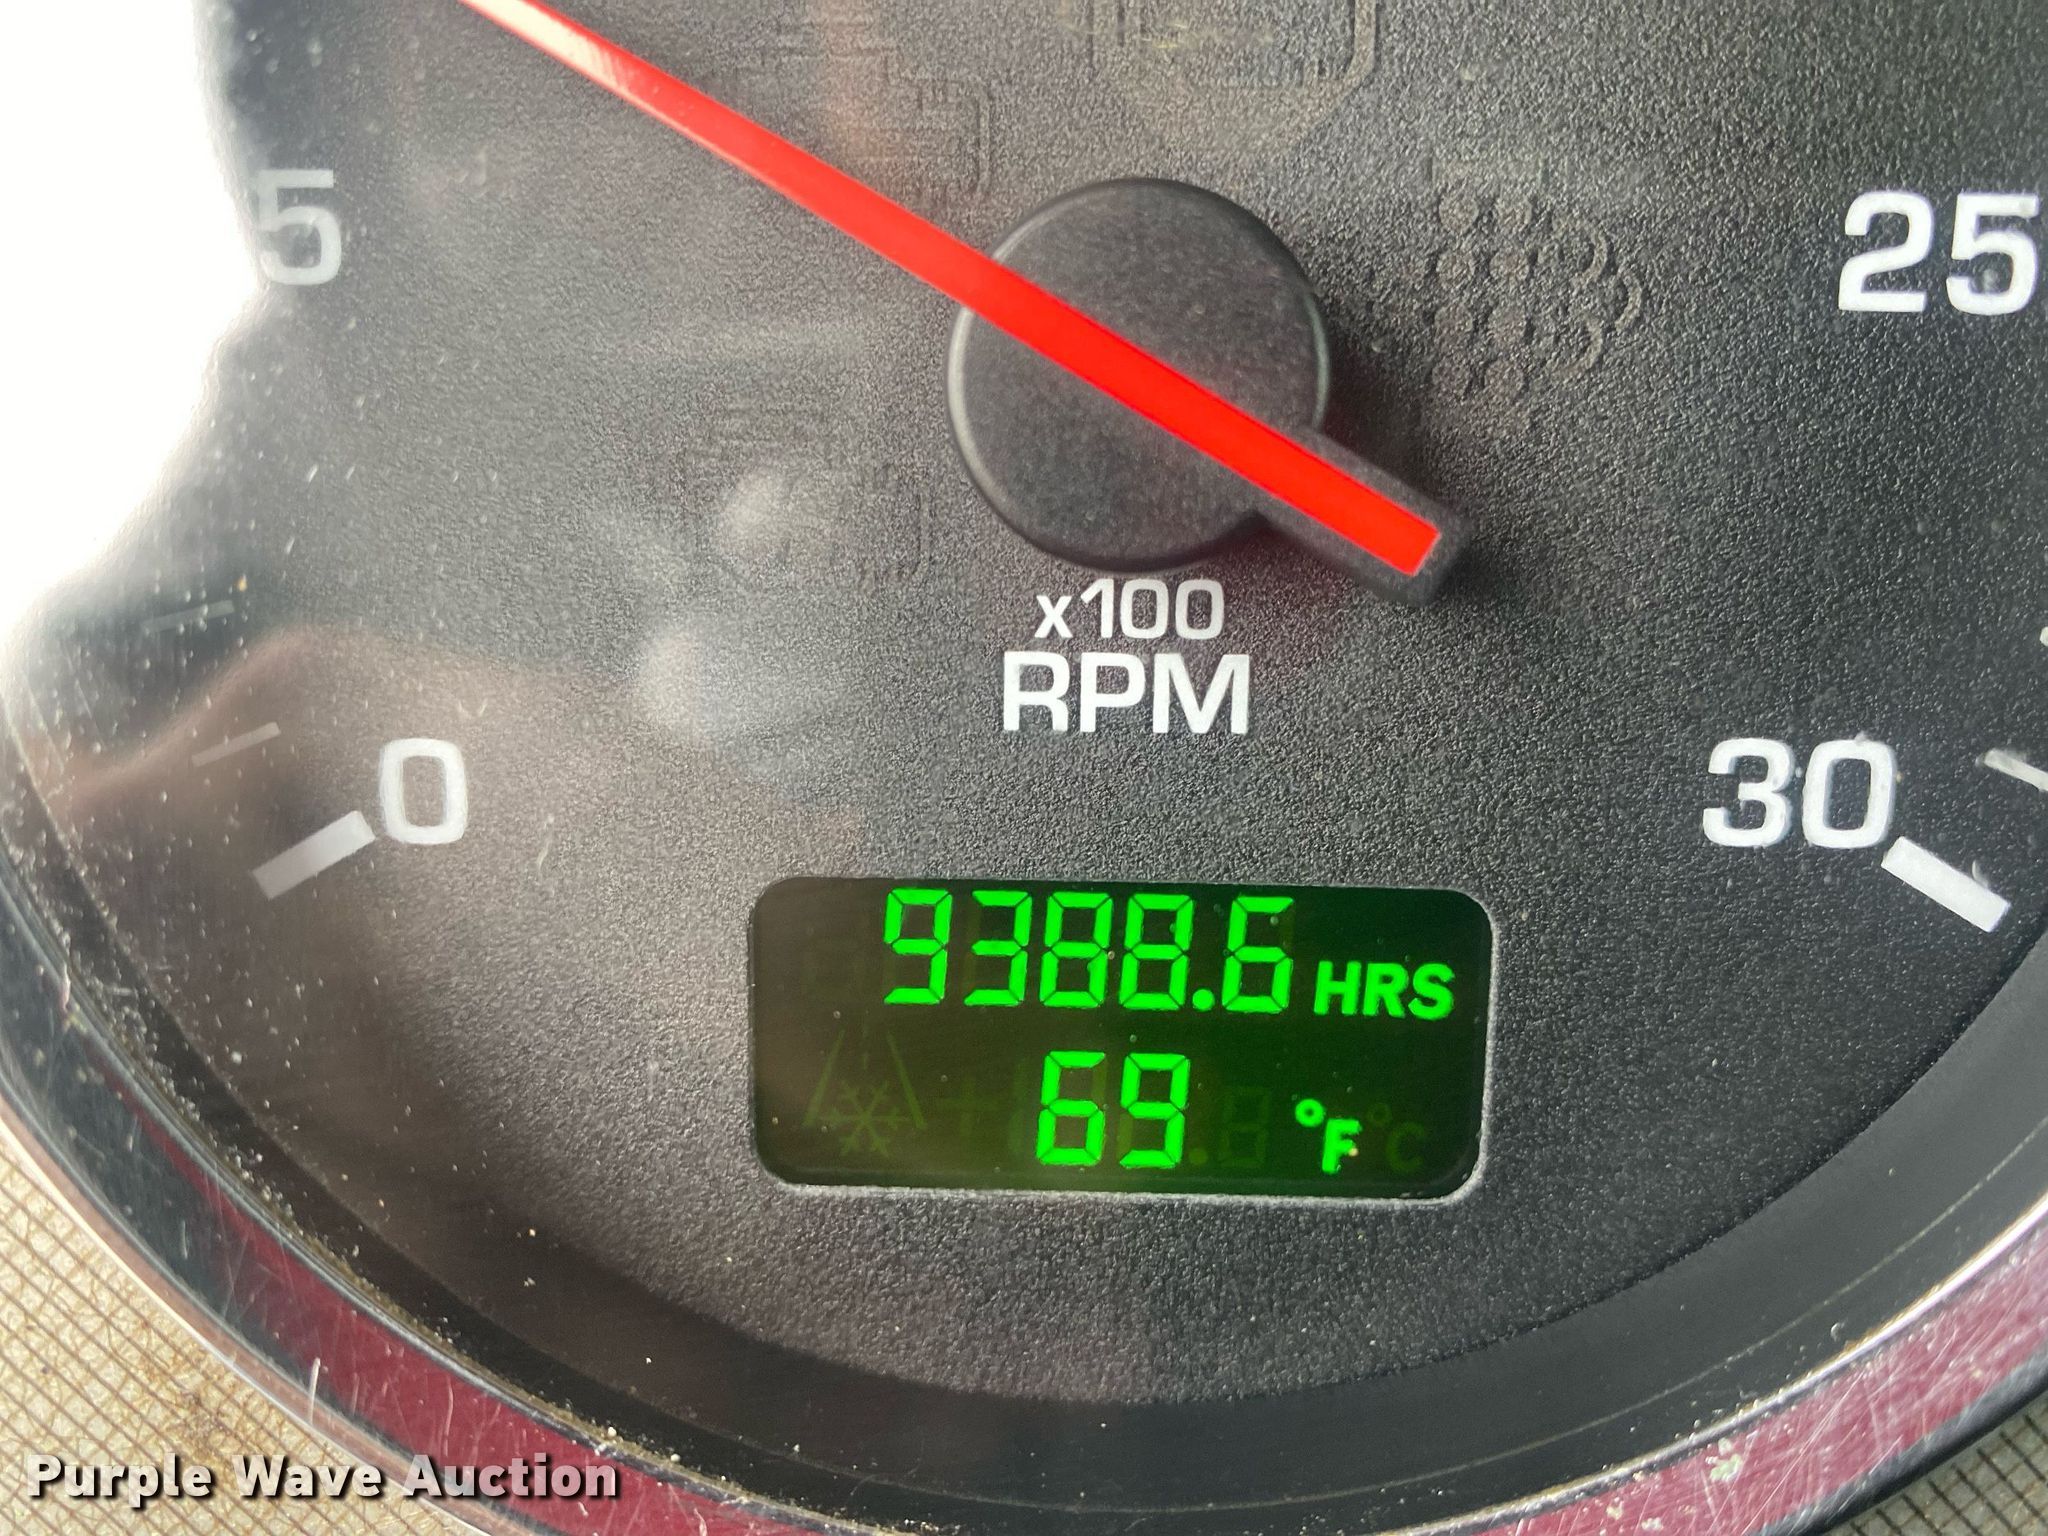 5
25
x100
RPM
0
30
9388.6 HRS
69 °F °C
Purple Wave Auction